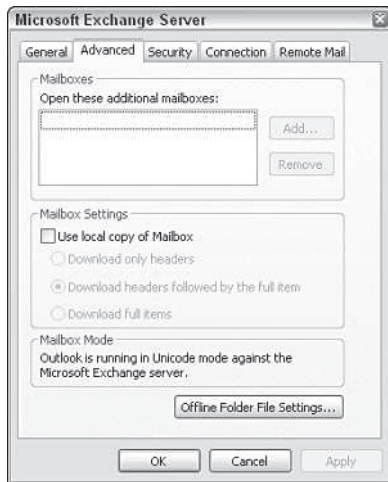 Microsoft Exchange Server
General Advanced Security Connection Remote Mail
Mailboxes
Open these additional mailboxes:
Add...
Remove
Mailbox Settings
Use local copy of Mailbox
Download only headers
Download headers followed by the full item
Download full items
Mailbox Mode
Outlook is running in Unicode mode against the
Microsoft Exchange server.
Offline Folder File Settings...
OK Cancel Apply